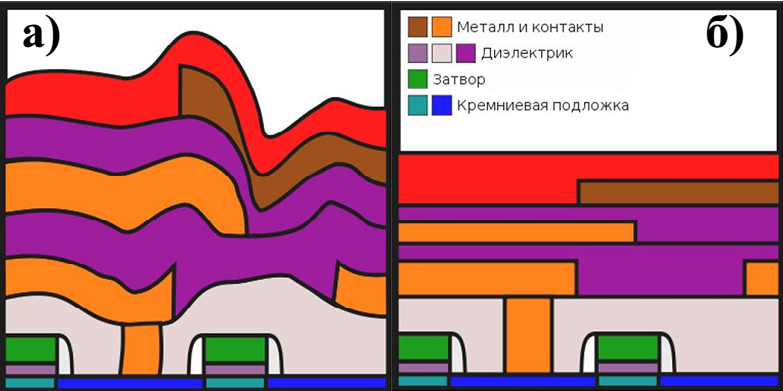 а)
б)
Металл и контакты
Диэлектрик
Затвор
Кремниевая подложка